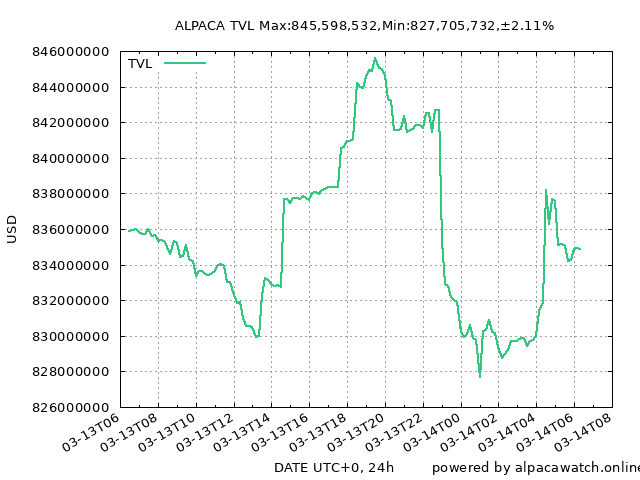 ALPACA TVL Max:845,598,532,Min:827,705,732,±2.11%
TVL
846000000
844000000
842000000
840000000
838000000
836000000
834000000
832000000
830000000
828000000
826000000
USD
03-13T06
03-13T08
03-13T10
03-13T12
03-13T14
03-13T16
03-13T18
03-13T20
03-13T22
03-14T00
03-14T02
03-14T04
03-14T06
03-14T08
DATE UTC+0, 24h
powered by alpacawatch.online